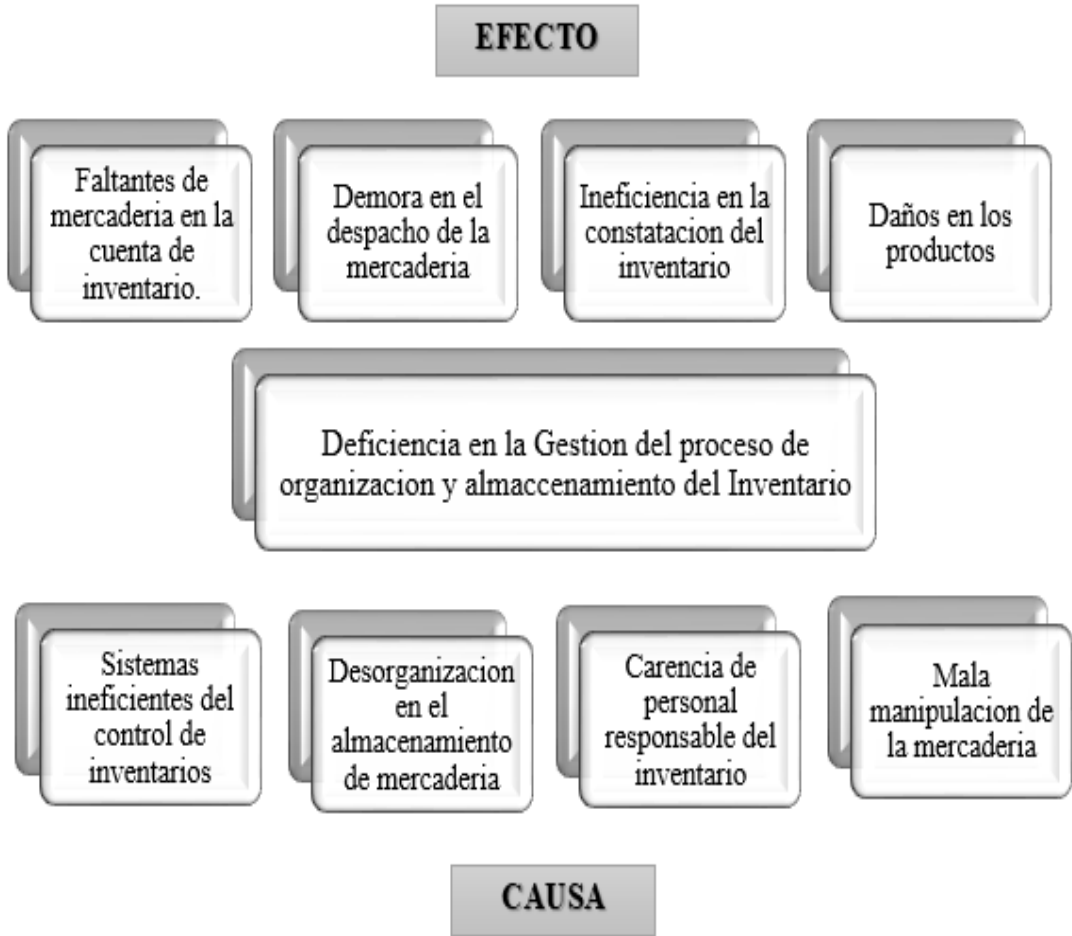 EFECTO
Faltantes de
mercaderia en la
cuenta de
inventario.
Demora en el
despacho de la
mercaderia
Ineficiencia en la
constatacion del
inventario
Daños en los
productos
Deficiencia en la Gestion del proceso de
organizacion y almaccenamiento del Inventario
Sistemas
ineficientes del
control de
inventarios
Desorganizacion
en el
almacenamiento
de mercaderia
Carencia de
personal
responsable del
inventario
Mala
manipulacion de
la mercaderia
CAUSA